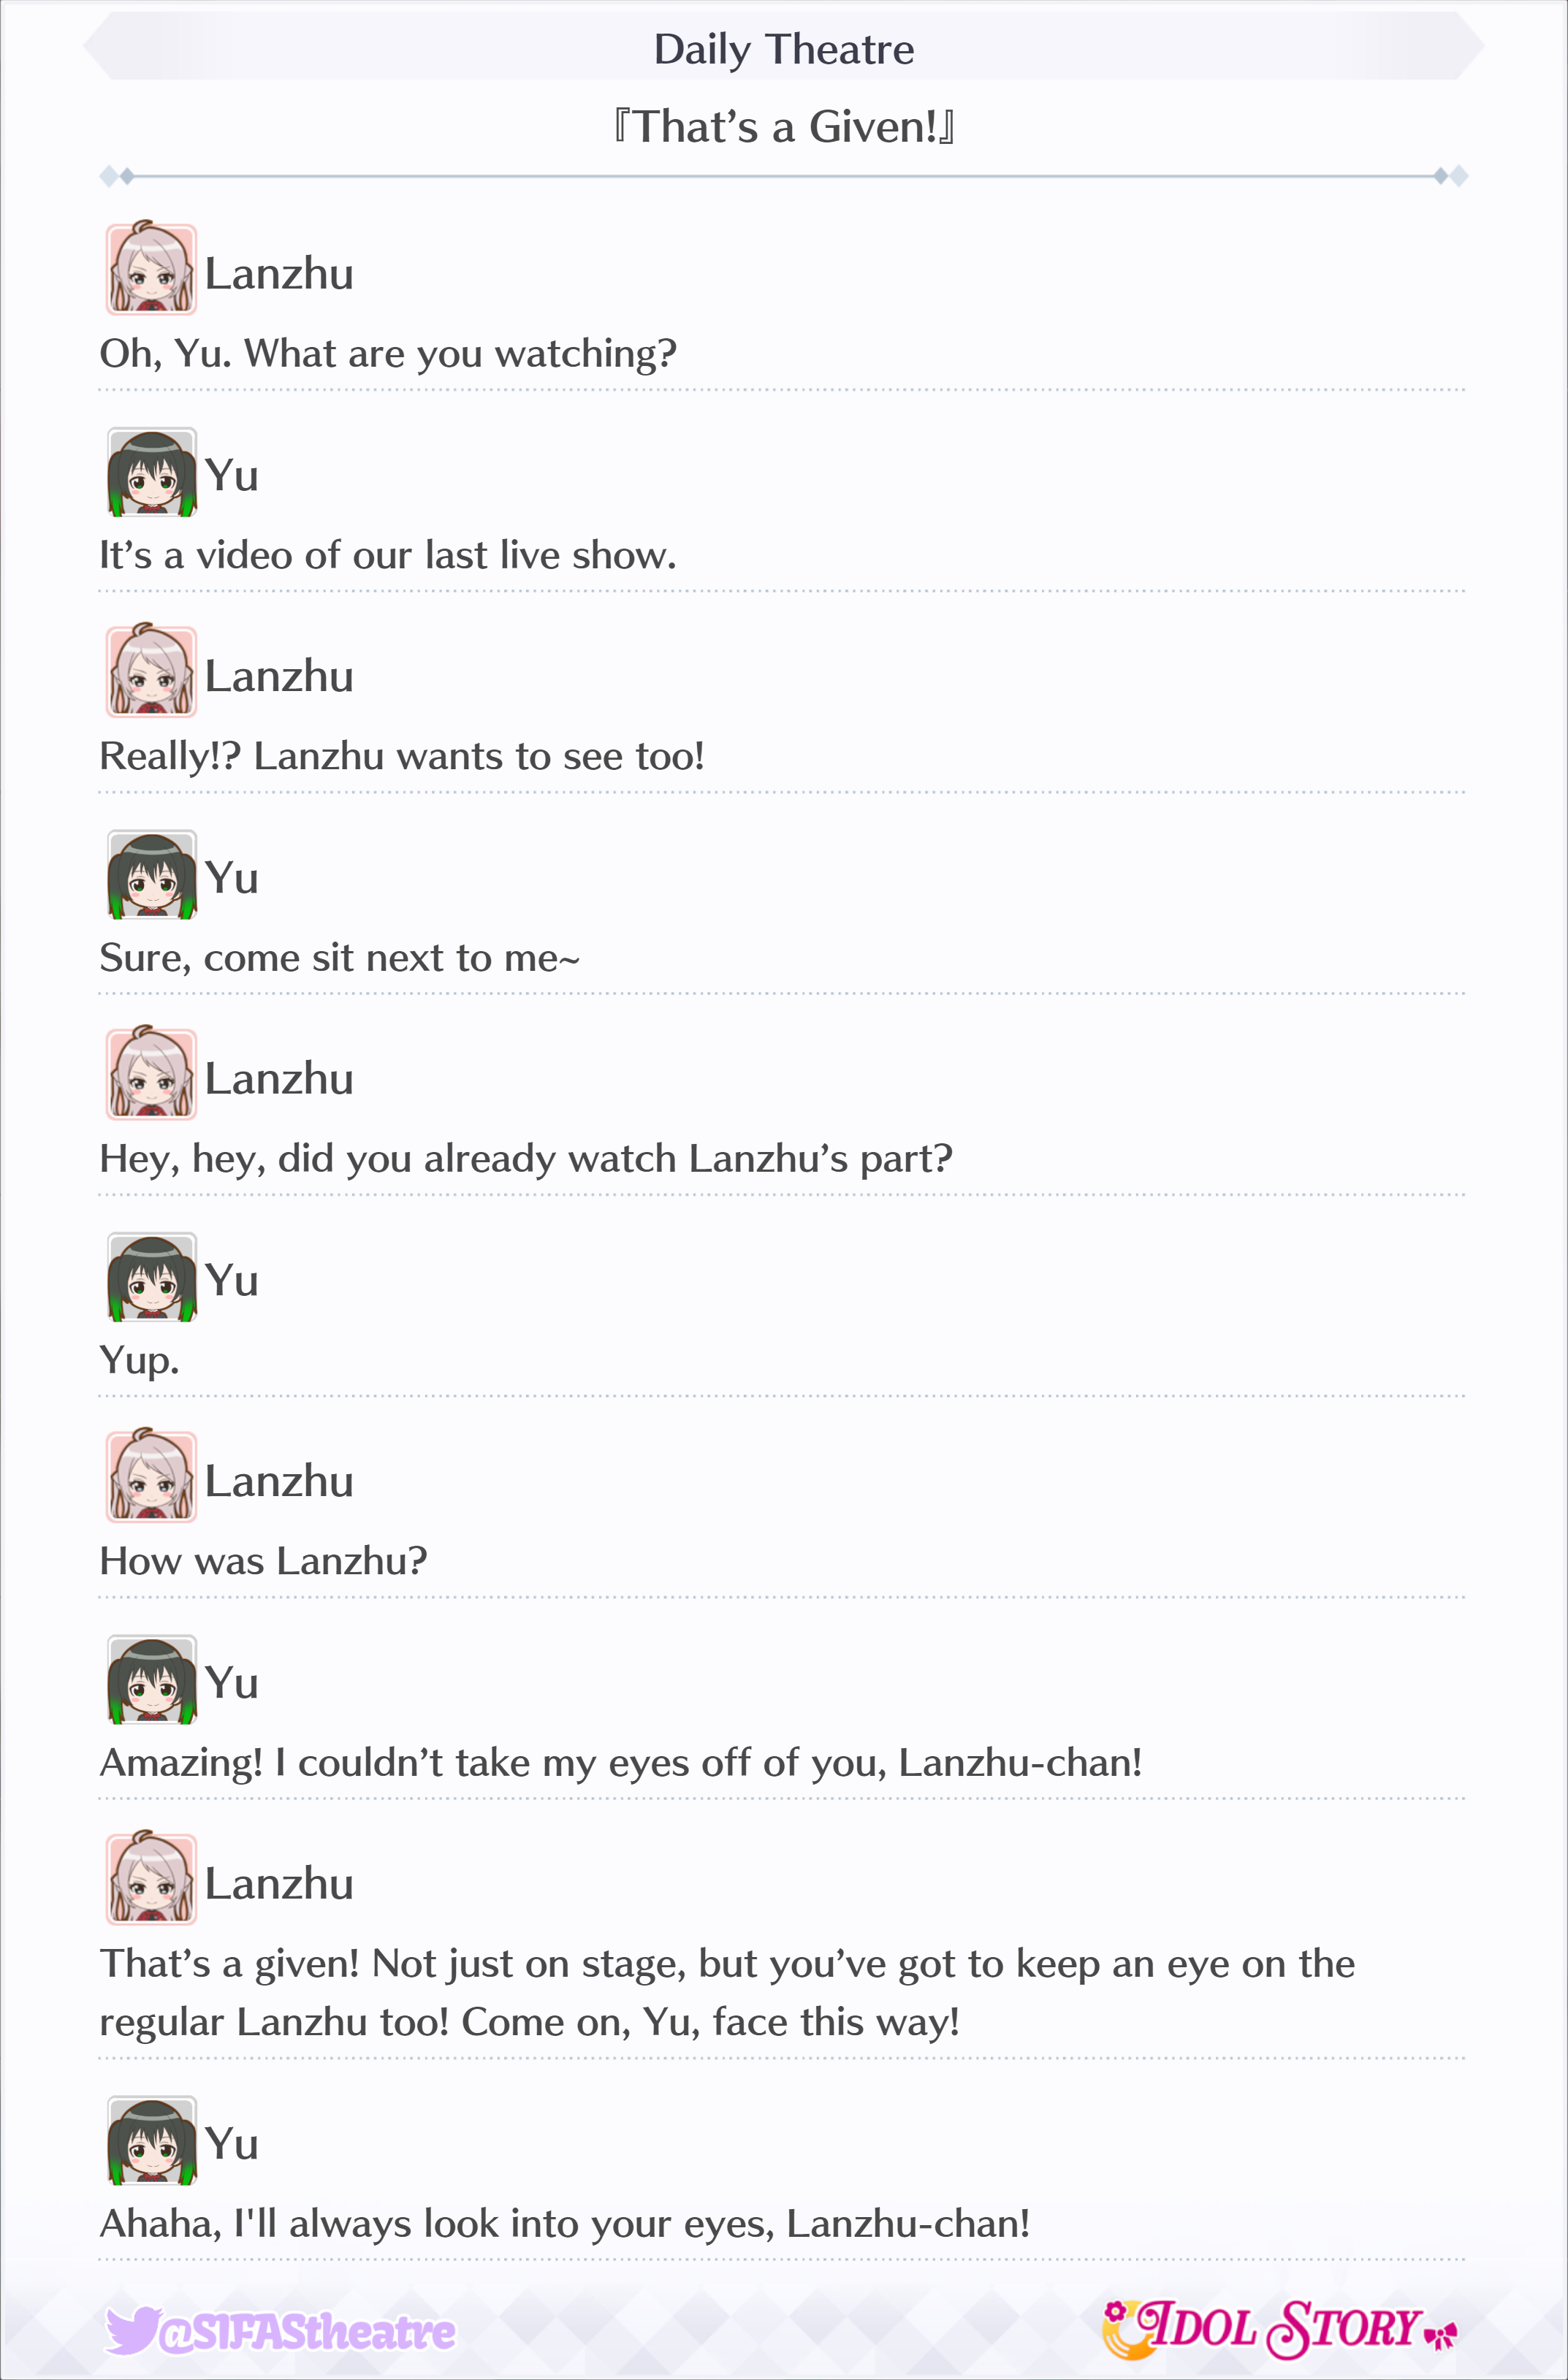 Daily Theatre
『That’s a Given!』
Lanzhu
Oh, Yu. What are you watching?
Yu
It’s a video of our last live show.
Lanzhu
Really!? Lanzhu wants to see too!
Yu
Sure, come sit next to me~
Lanzhu
Hey, hey, did you already watch Lanzhu’s part?
Yu
Yup.
Lanzhu
How was Lanzhu?
Yu
Amazing! I couldn’t take my eyes off of you, Lanzhu-chan!
Lanzhu
That’s a given! Not just on stage, but you’ve got to keep an eye on the
regular Lanzhu too! Come on, Yu, face this way!
Yu
Ahaha, I'll always look into your eyes, Lanzhu-chan!
@SIFAStheatre
IDOL STORY